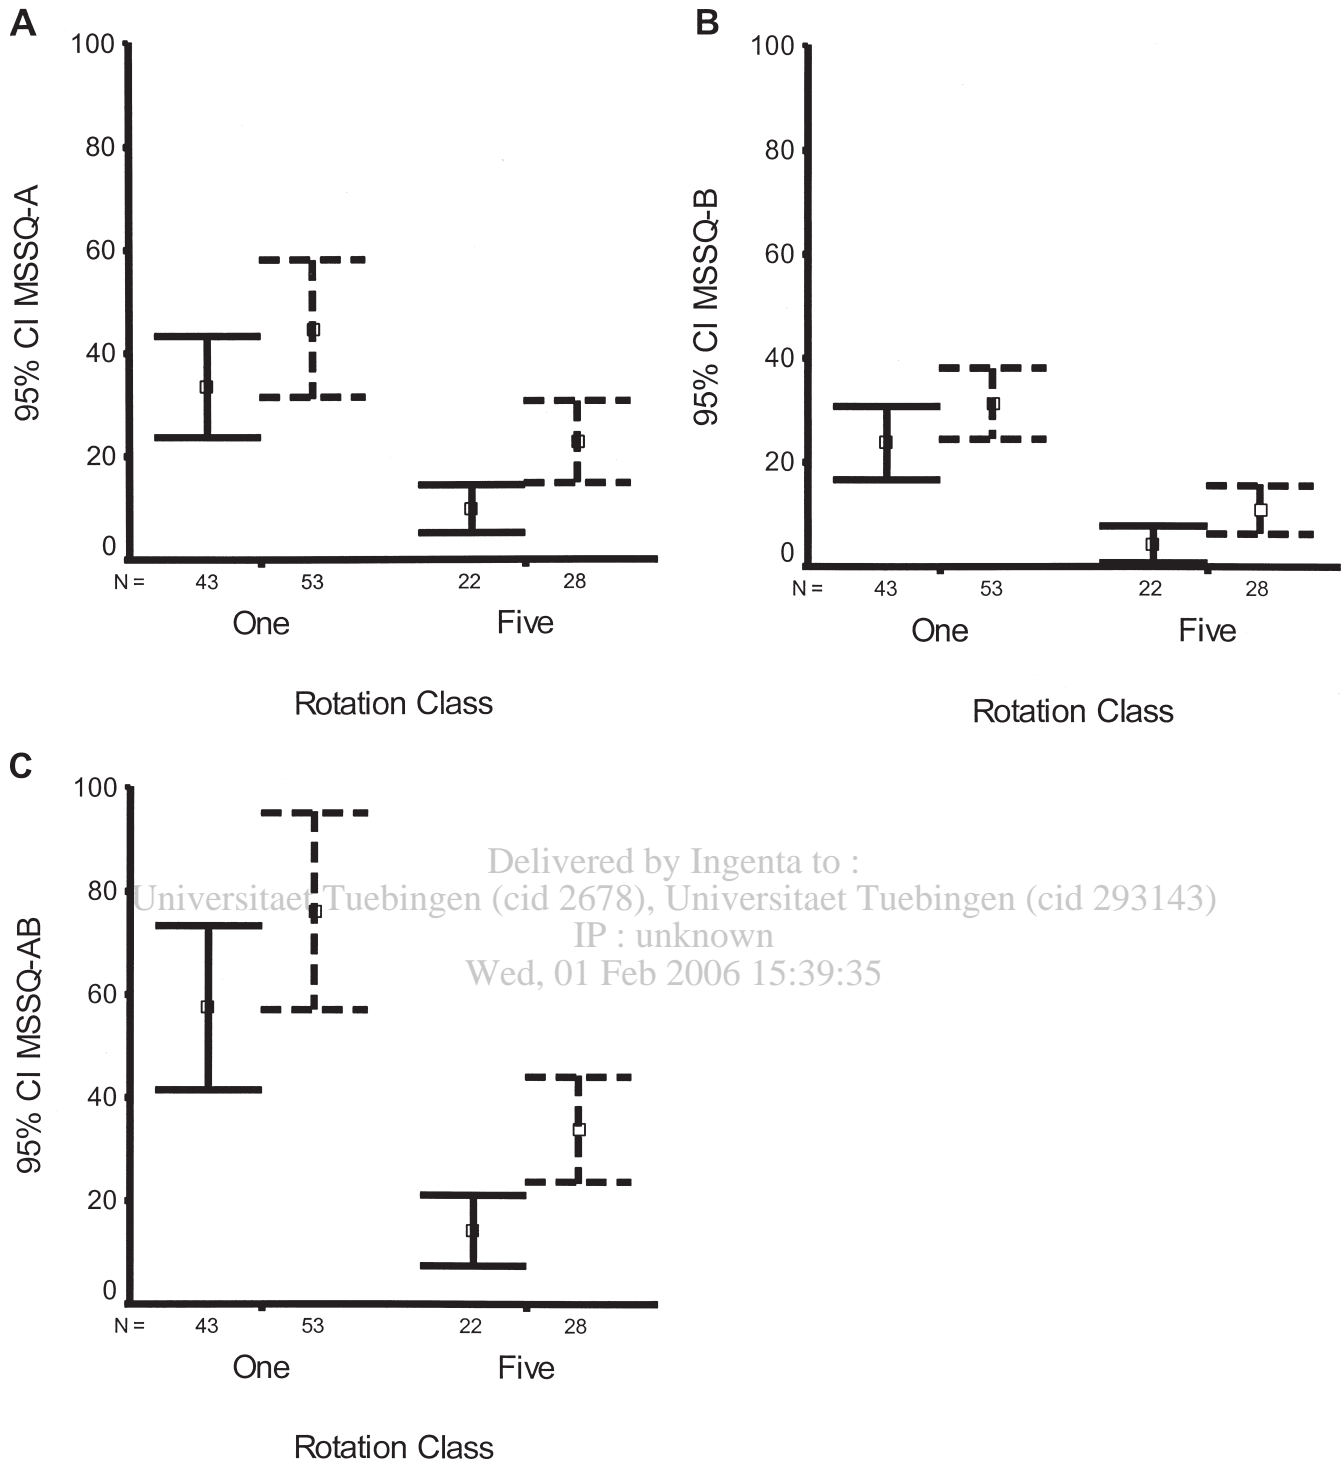 A
100
80
60
40
20
0
95% CI MSSQ-A
N = 43 53 22 28
One Five
Rotation Class
B
100
80
60
40
20
0
95% CI MSSQ-B
N = 43 53 22 28
One Five
Rotation Class
C
100
80
60
40
20
0
95% CI MSSQ-AB
Delivered by Ingenta to :
Universitaet Tuebingen (cid 2678), Universitaet Tuebingen (cid 293143)
IP : unknown
Wed, 01 Feb 2006 15:39:35
N = 43 53 22 28
One Five
Rotation Class